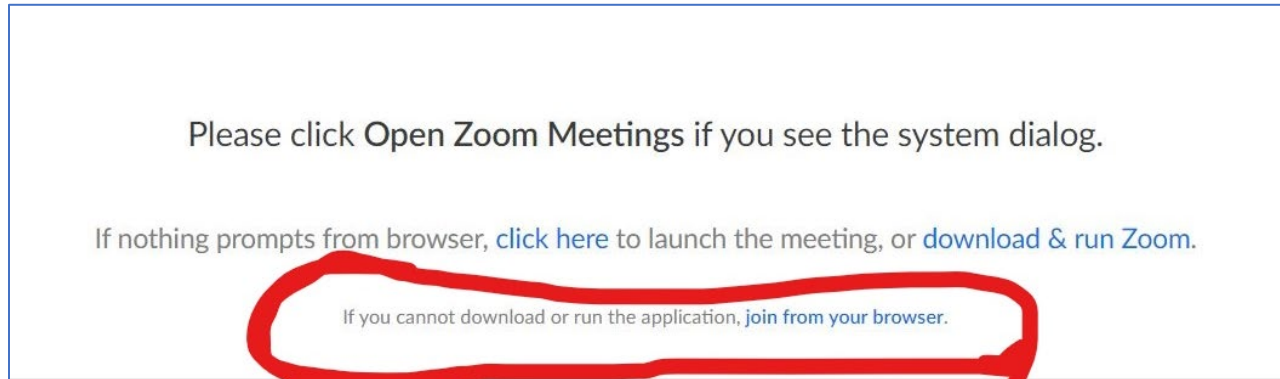 Please click Open Zoom Meetings if you see the system dialog.
If nothing prompts from browser, click here to launch the meeting, or download & run Zoom.
If you cannot download or run the application, join from your browser.